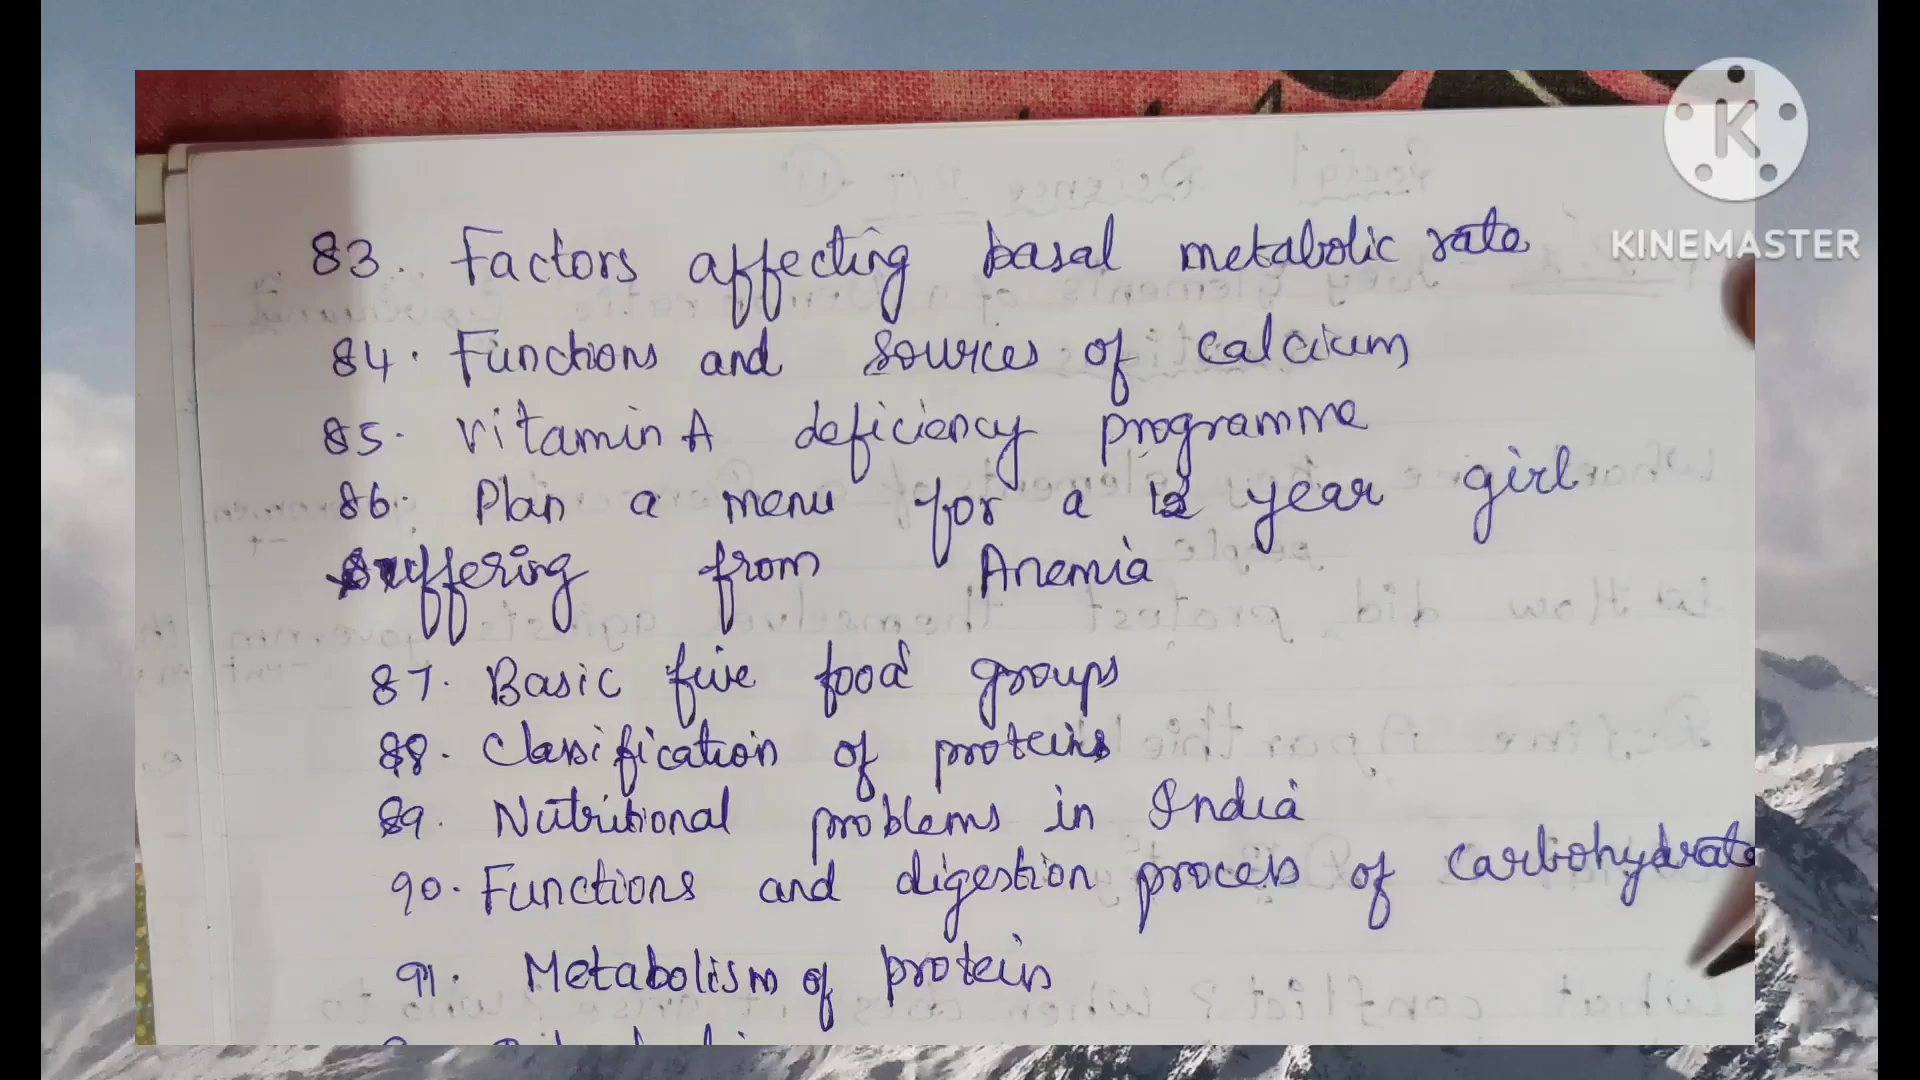 KINEMASTER
83. Factors affecting basal metabolic rate
84. Functions and sources of calcium
85. Vitamin A deficiency programme
86. Plan a menu for a 12 year girl
suffering from Anemia
87. Basic five food groups
88. Classification of proteins
89. Nutritional problems in India
90. Functions and digestion process of carbohydrate
91. Metabolism of protein